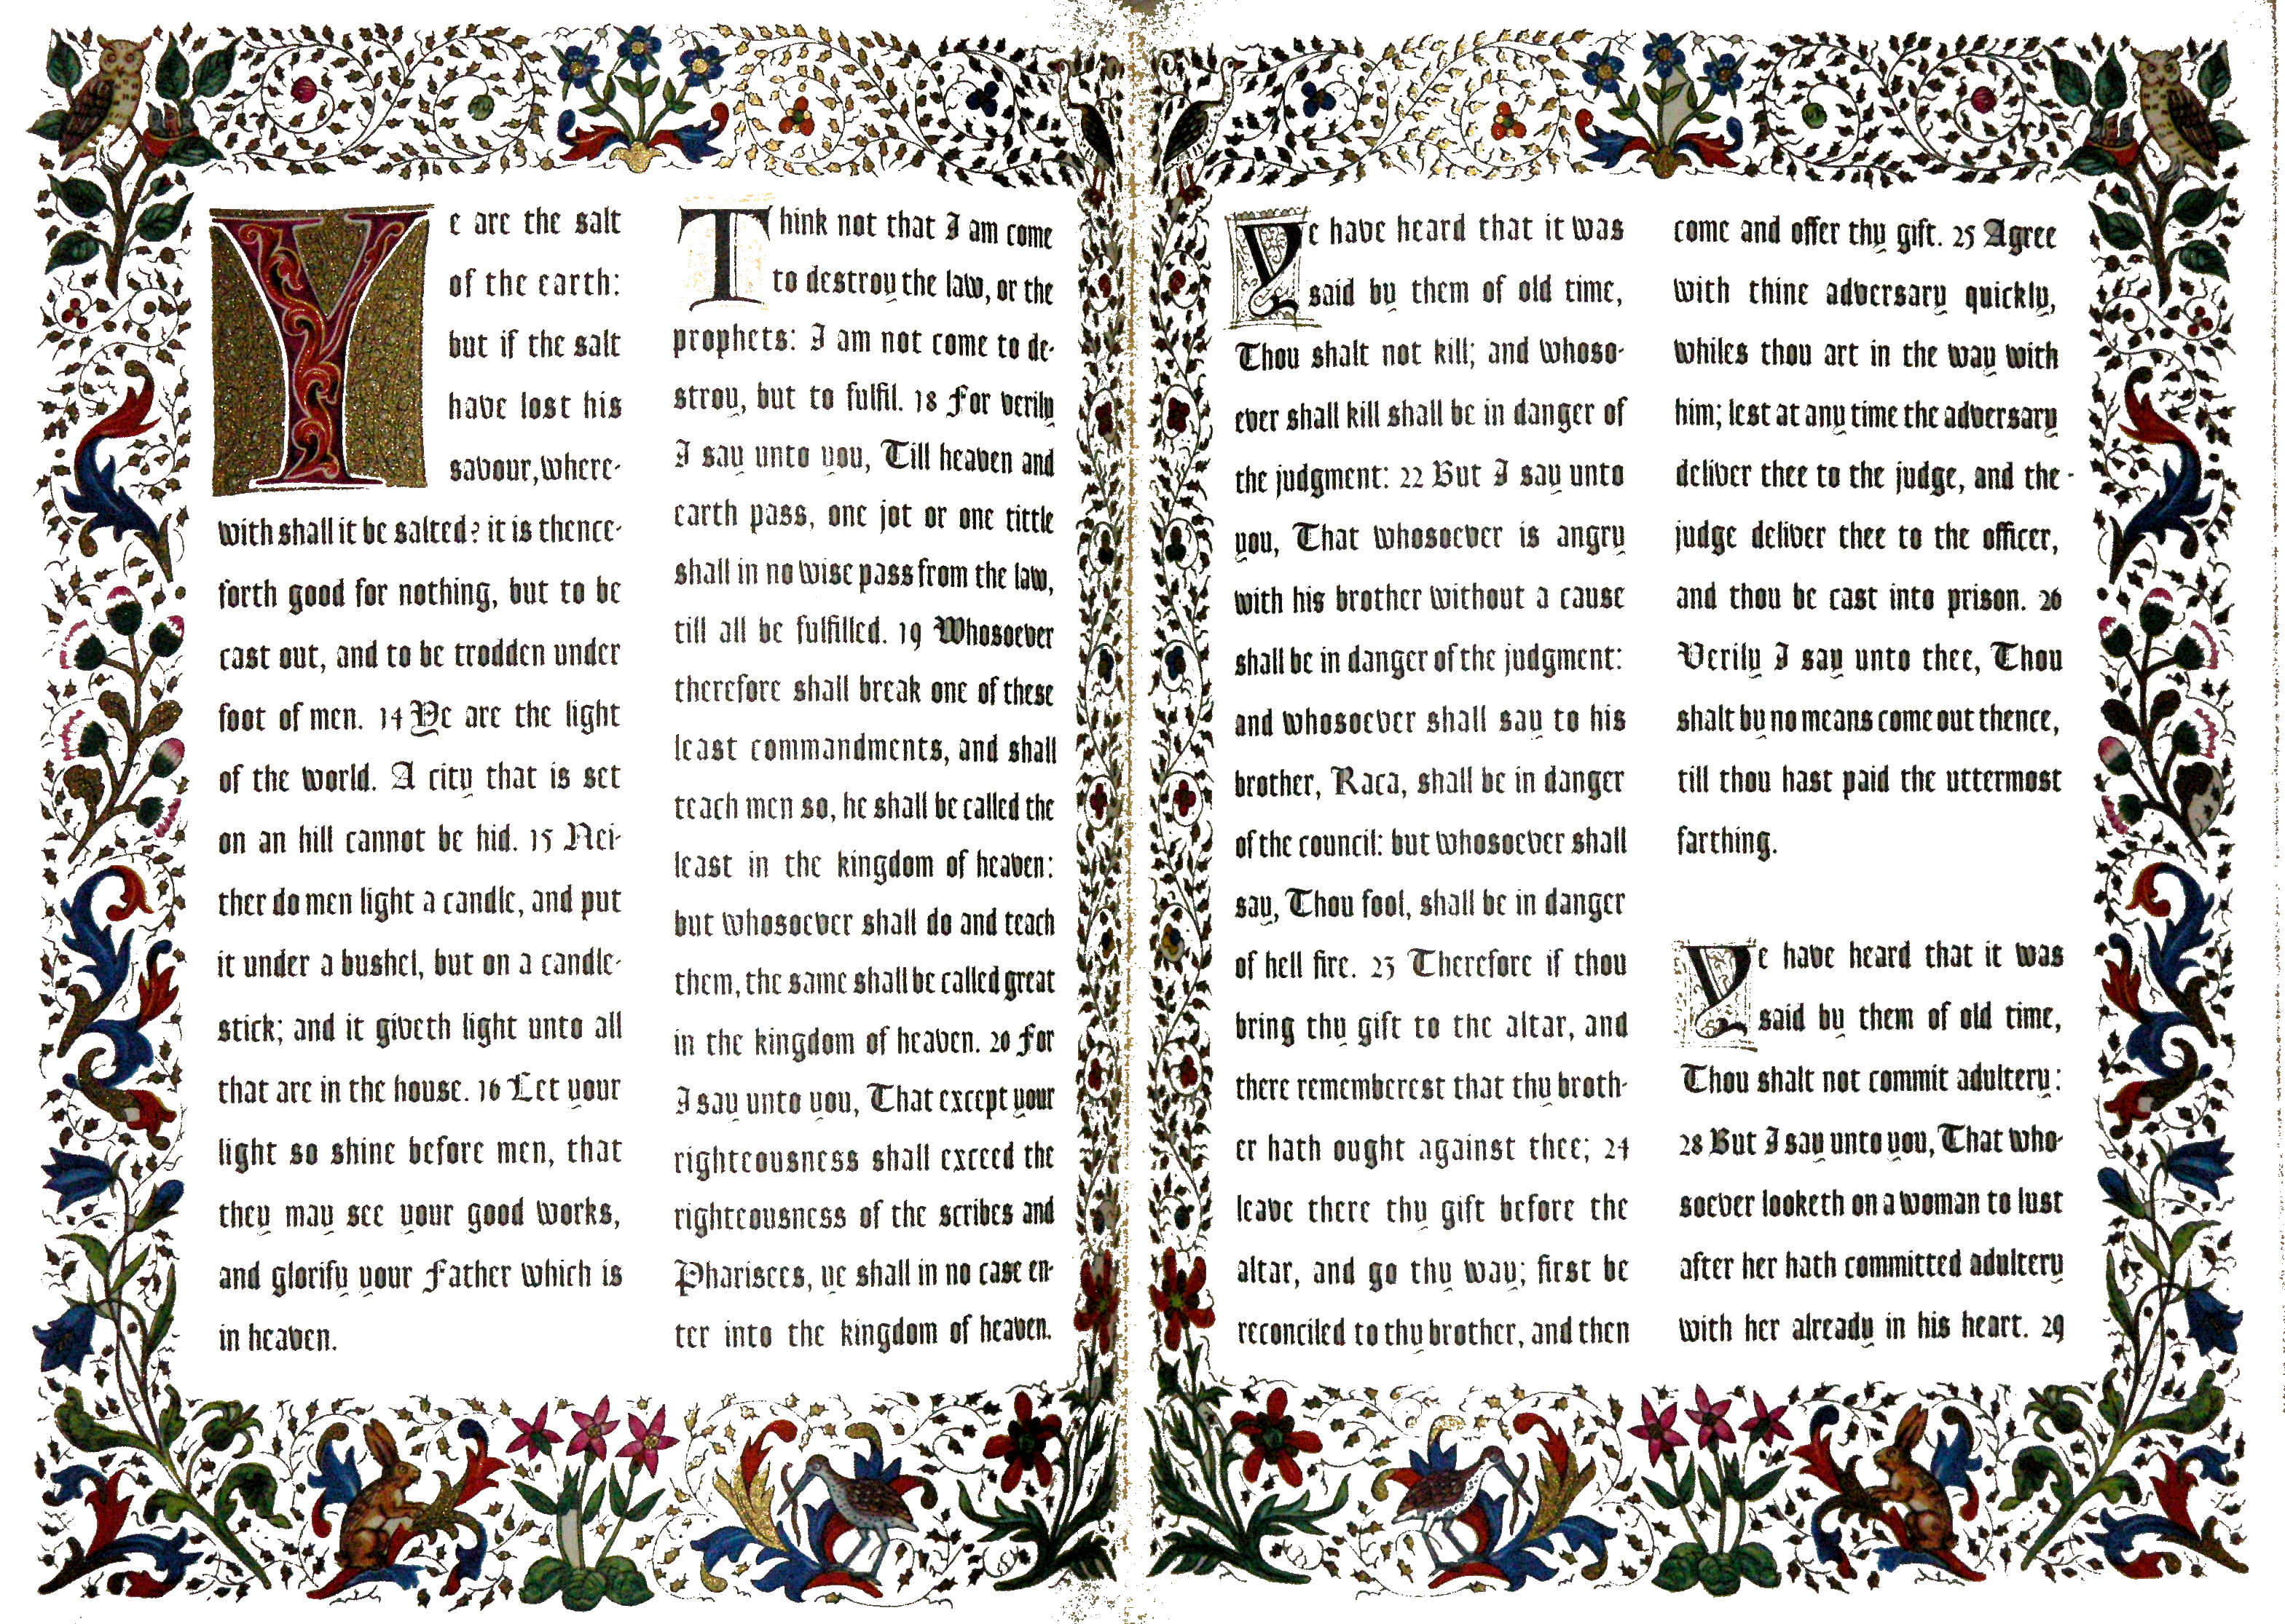 Ye are the salt
of the earth:
but if the salt
have lost his
savour, where-
with shall it be salted? it is thence-
forth good for nothing, but to be
cast out, and to be trodden under
foot of men. 14 Ye are the light
of the world. A city that is set
on an hill cannot be hid. 15 Nei-
ther do men light a candle, and put
it under a bushel, but on a candle-
stick; and it giveth light unto all
that are in the house. 16 Let your
light so shine before men, that
they may see your good works,
and glorify your Father which is
in heaven.
Think not that I am come
to destroy the law, or the
prophets: I am not come to de-
stroy, but to fulfil. 18 For verily
I say unto you, Till heaven and
earth pass, one jot or one tittle
shall in no wise pass from the law,
till all be fulfilled. 19 Whosoever
therefore shall break one of these
least commandments, and shall
teach men so, he shall be called the
least in the kingdom of heaven:
but whosoever shall do and teach
them, the same shall be called great
in the kingdom of heaven. 20 For
I say unto you, That except your
righteousness shall exceed the
righteousness of the scribes and
Pharisees, ye shall in no case en-
ter into the kingdom of heaven.
Ye have heard that it was
said by them of old time,
Thou shalt not kill; and whoso-
ever shall kill shall be in danger of
the judgment: 22 But I say unto
you, That whosoever is angry
with his brother without a cause
shall be in danger of the judgment:
and whosoever shall say to his
brother, Raca, shall be in danger
of the council: but whosoever shall
say, Thou fool, shall be in danger
of hell fire. 23 Therefore if thou
bring thy gift to the altar, and
there rememberest that thy broth-
er hath ought against thee; 24
leave there thy gift before the
altar, and go thy way; first be
reconciled to thy brother, and then
come and offer thy gift. 25 Agree
with thine adversary quickly,
whiles thou art in the way with
him; lest at any time the adversary
deliver thee to the judge, and the
judge deliver thee to the officer,
and thou be cast into prison. 26
Verily I say unto thee, Thou
shalt by no means come out thence,
till thou hast paid the uttermost
farthing.
Ye have heard that it was
said by them of old time,
Thou shalt not commit adultery:
28 But I say unto you, That who-
soever looketh on a woman to lust
after her hath committed adultery
with her already in his heart. 29